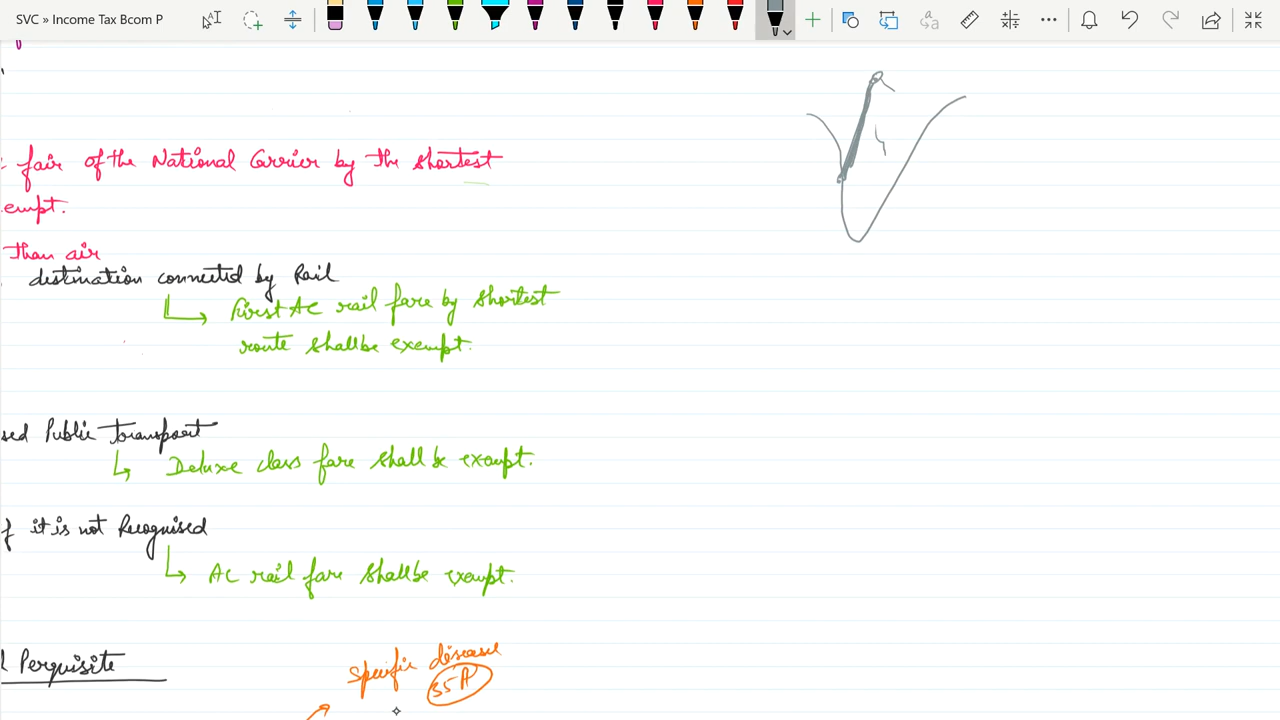 SVC » Income Tax Bcom P
fair of the National Carrier by the shortest
empt.
Than air
destination connected by Rail
First AC rail fare by shortest
route shall be exempt.
sed Public Transport
Deluxe class fare shall be exempt.
f it is not Recognised
AC rail fare shall be exempt.
l Perquisite
Specific disease